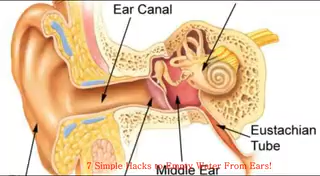 Ear Canal
Eustachian
Tube
7 Simple Hacks to Empty Water From Ears!
Middle Ear